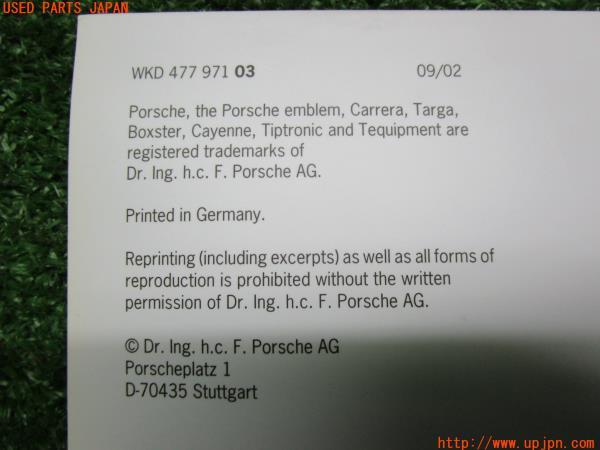 USED PARTS JAPAN
WKD 477 971 03 09/02
Porsche, the Porsche emblem, Carrera, Targa,
Boxster, Cayenne, Tiptronic and Tequipment are
registered trademarks of
Dr. Ing. h.c. F. Porsche AG.
Printed in Germany.
Reprinting (including excerpts) as well as all forms of
reproduction is prohibited without the written
permission of Dr. Ing. h.c. F. Porsche AG.
© Dr. Ing. h.c. F. Porsche AG
Porscheplatz 1
D-70435 Stuttgart
http://www.upjpn.com/